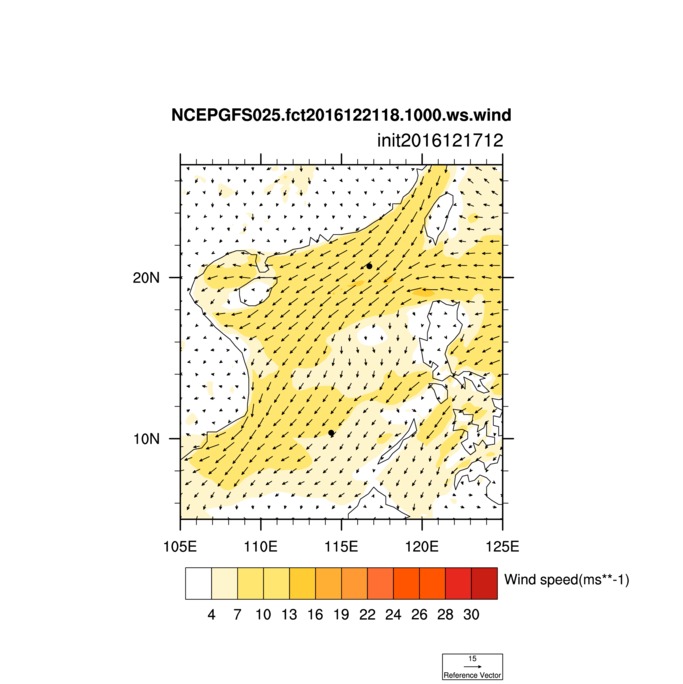 NCEPGFS025.fct2016122118.1000.ws.wind
init2016121712
20N
10N
105E 110E 115E 120E 125E
Wind speed(ms**-1)
4 7 10 13 16 19 22 24 26 28 30
15
Reference Vector